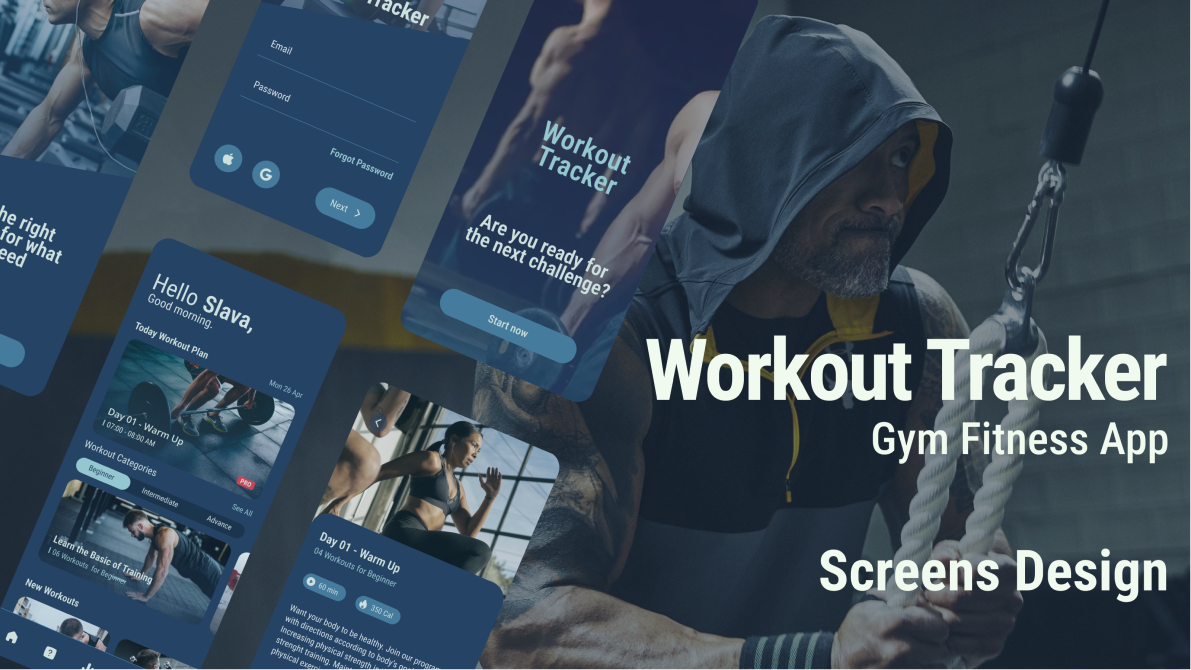 Tracker
Email
Password
Forgot Password
Next
he right
for what
eed
Workout
Tracker
Are you ready for
the next challenge?
Start now
Hello Slava,
Good morning.
Today Workout Plan
Mon 26 Apr
Day 01 - Warm Up
07:00 - 08:00 AM
PRO
Workout Categories
See All
Beginner
Intermediate
Advance
Learn the Basic of Training
06 Workouts for Beginner
New Workouts
Day 01 - Warm Up
04 Workouts for Beginner
60 min
350 Cal
Want your body to be healthy. Join our program
with directions according to body's go
Increasing physical strength is
strenght training. Main
physical exerc
Workout Tracker
Gym Fitness App
Screens Design